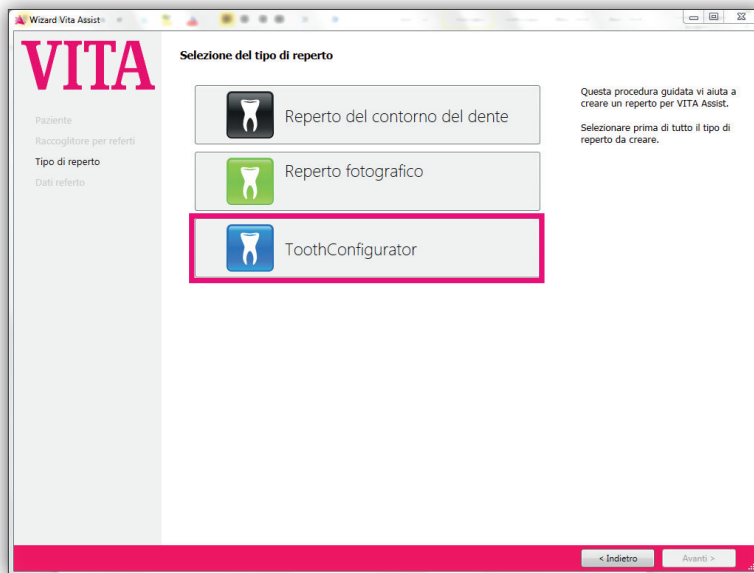 Wizard Vita Assist
VITA
Paziente
Raccoglitore per referti
Tipo di reperto
Dati referto
Selezione del tipo di reperto
Reperto del contorno del dente
Reperto fotografico
ToothConfigurator
Questa procedura guidata vi aiuta a
creare un reperto per VITA Assist.
Selezionare prima di tutto il tipo di
reperto da creare.
< Indietro
Avanti >